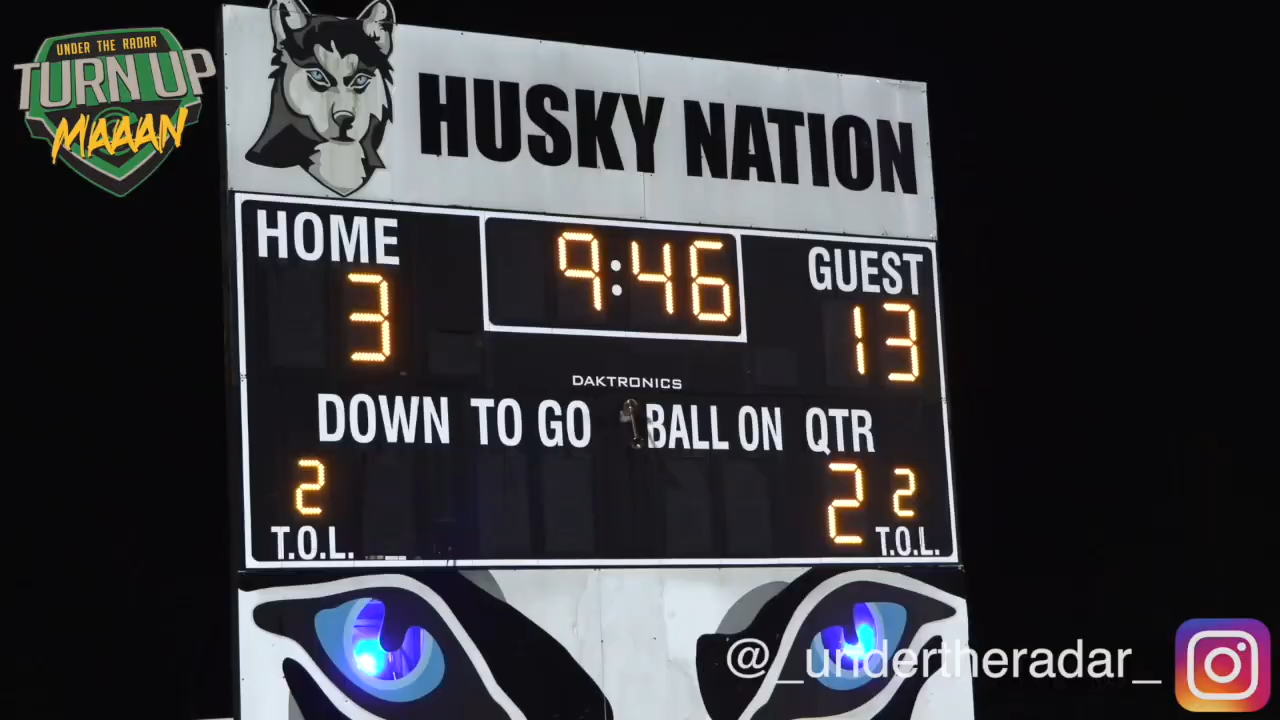 UNDER THE RADAR
TURN UP
MAAAN
HUSKY NATION
HOME
9:46
GUEST
3
13
DAKTRONICS
DOWN TO GO BALL ON QTR
2
2
2
T.O.L.
T.O.L.
@_undertheradar_